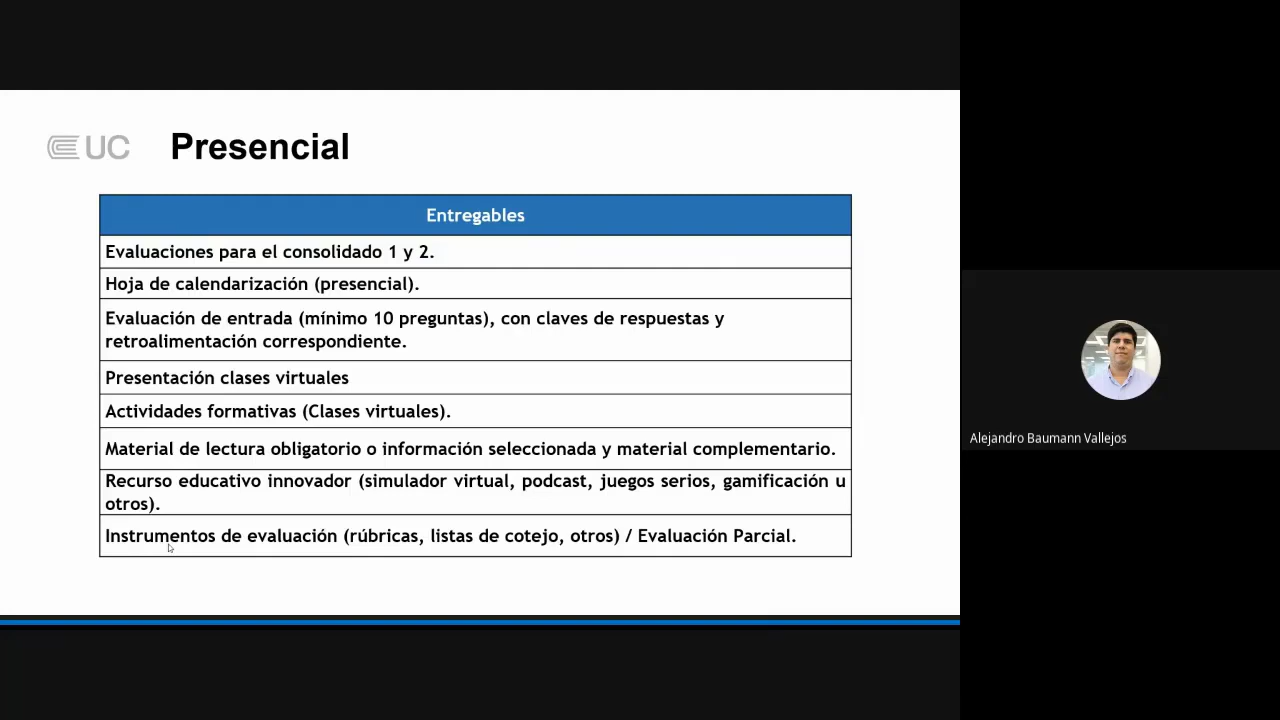 UC
Presencial
Entregables
Evaluaciones para el consolidado 1 y 2.
Hoja de calendarización (presencial).
Evaluación de entrada (mínimo 10 preguntas), con claves de respuestas y
retroalimentación correspondiente.
Presentación clases virtuales
Actividades formativas (Clases virtuales).
Material de lectura obligatorio o información seleccionada y material complementario.
Recurso educativo innovador (simulador virtual, podcast, juegos serios, gamificación u
otros).
Instrumentos de evaluación (rúbricas, listas de cotejo, otros) / Evaluación Parcial.
Alejandro Baumann Vallejos